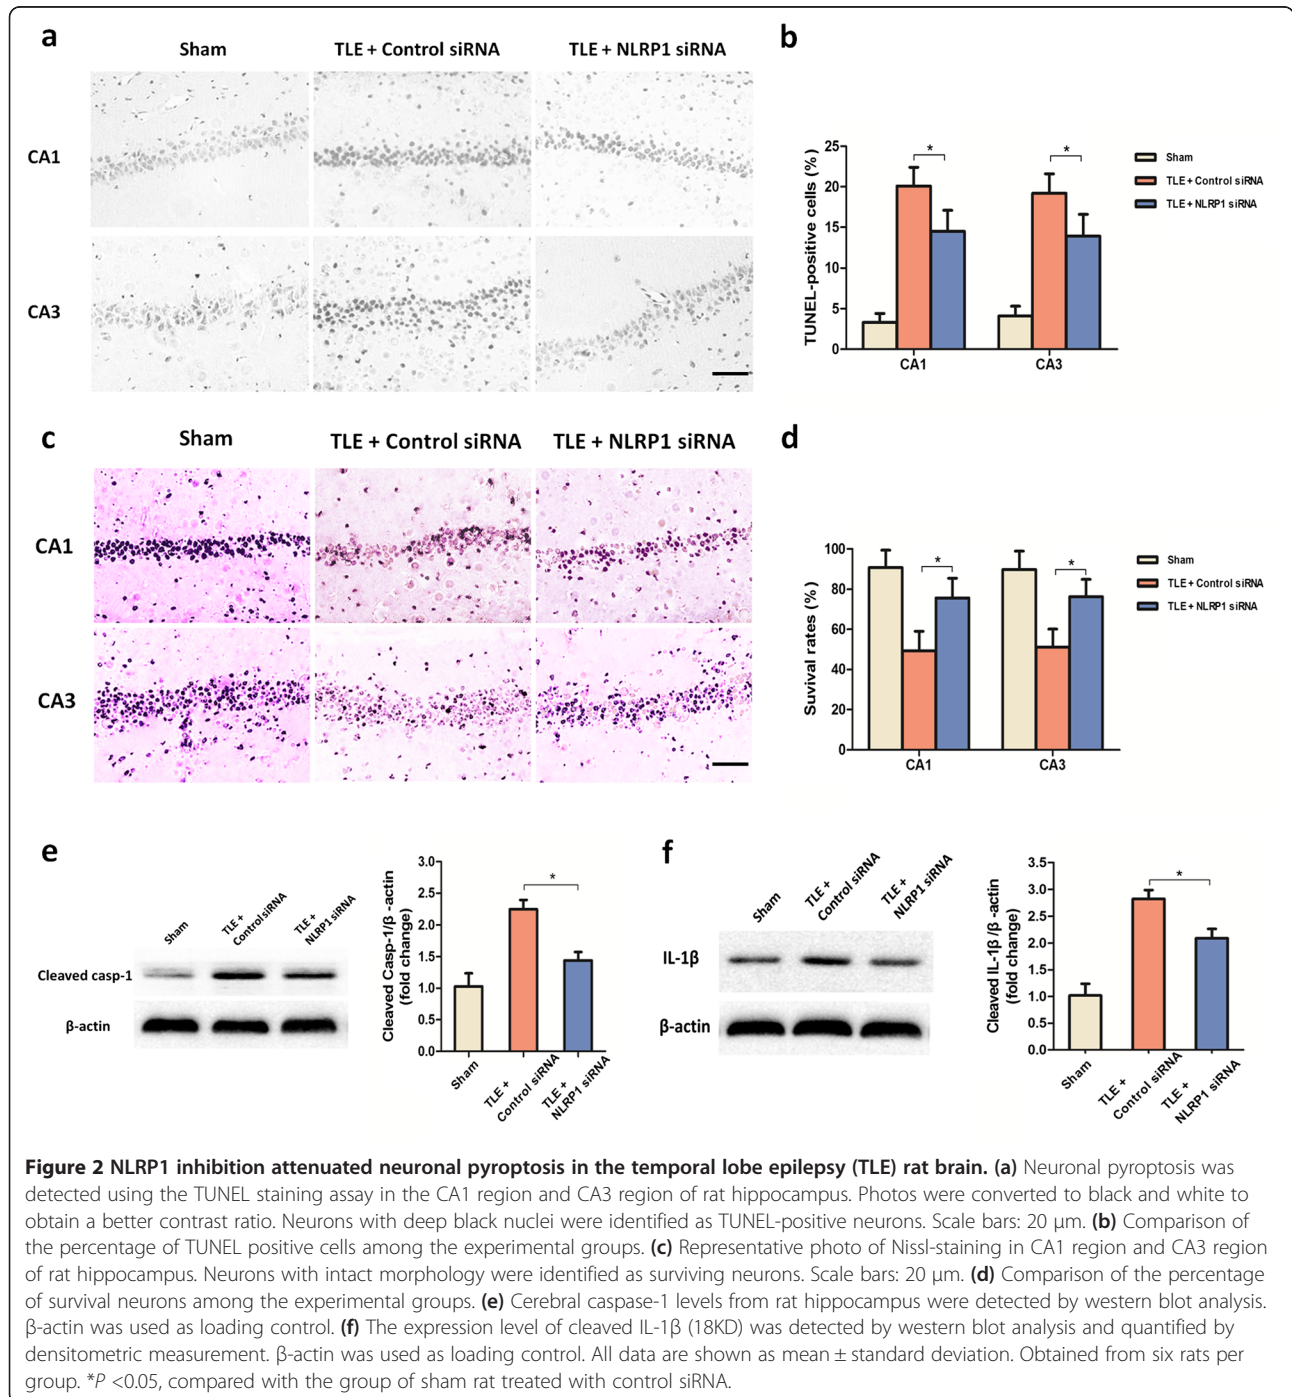 a
Sham
TLE + Control siRNA
TLE + NLRP1 siRNA
CA1
CA3
b
TUNEL-positive cells (%)
25
20
15
10
5
0
CA1
CA3
*
*
Sham
TLE + Control siRNA
TLE + NLRP1 siRNA
c
Sham
TLE + Control siRNA
TLE + NLRP1 siRNA
CA1
CA3
d
Suvival rates (%)
100
80
60
40
20
0
CA1
CA3
*
*
Sham
TLE + Control siRNA
TLE + NLRP1 siRNA
e
Sham
TLE +
Control siRNA
TLE +
NLRP1 siRNA
Cleaved casp-1
β-actin
Cleaved Casp-1/β -actin
(fold change)
3.0
2.5
2.0
1.5
1.0
0.5
0.0
*
Sham
TLE +
Control siRNA
TLE +
NLRP1 siRNA
f
Sham
TLE +
Control siRNA
TLE +
NLRP1 siRNA
IL-1β
β-actin
Cleaved IL-1β /β -actin
(fold change)
3.5
3.0
2.5
2.0
1.5
1.0
0.5
0.0
*
Sham
TLE +
Control siRNA
TLE +
NLRP1 siRNA
Figure 2 NLRP1 inhibition attenuated neuronal pyroptosis in the temporal lobe epilepsy (TLE) rat brain. (a) Neuronal pyroptosis was
detected using the TUNEL staining assay in the CA1 region and CA3 region of rat hippocampus. Photos were converted to black and white to
obtain a better contrast ratio. Neurons with deep black nuclei were identified as TUNEL-positive neurons. Scale bars: 20 μm. (b) Comparison of
the percentage of TUNEL positive cells among the experimental groups. (c) Representative photo of Nissl-staining in CA1 region and CA3 region
of rat hippocampus. Neurons with intact morphology were identified as surviving neurons. Scale bars: 20 μm. (d) Comparison of the percentage
of survival neurons among the experimental groups. (e) Cerebral caspase-1 levels from rat hippocampus were detected by western blot analysis.
β-actin was used as loading control. (f) The expression level of cleaved IL-1β (18KD) was detected by western blot analysis and quantified by
densitometric measurement. β-actin was used as loading control. All data are shown as mean ± standard deviation. Obtained from six rats per
group. *P <0.05, compared with the group of sham rat treated with control siRNA.